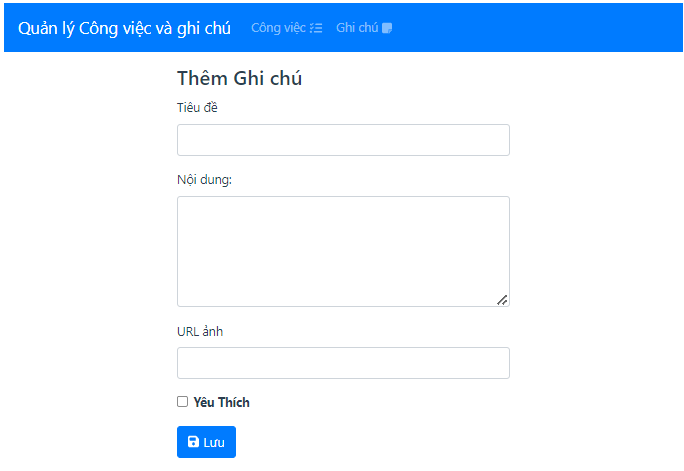 Quản lý Công việc và ghi chú Công việc Ghi chú
Thêm Ghi chú
Tiêu đề
Nội dung:
URL ảnh
Yêu Thích
Lưu